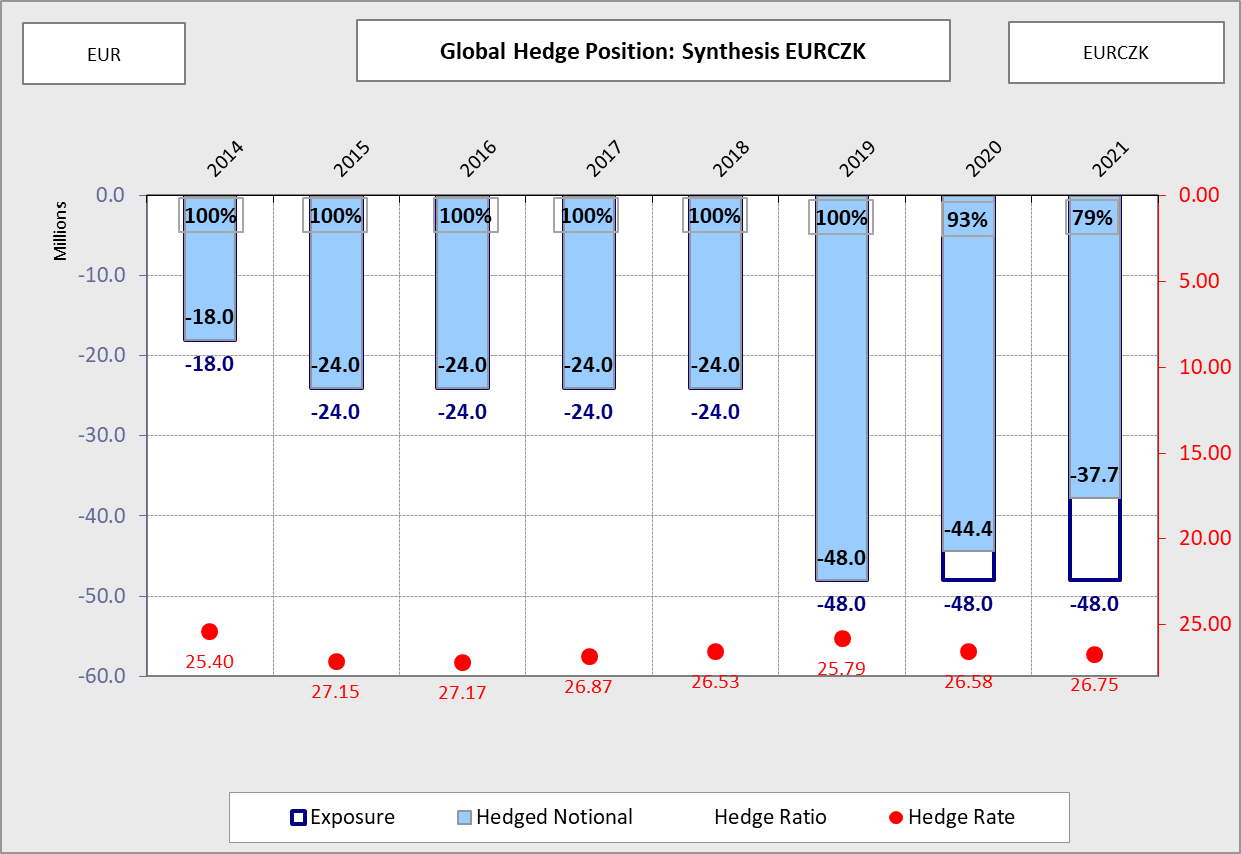 EUR
Global Hedge Position: Synthesis EURCZK
EURCZK
2014 2015 2016 2017 2018 2019 2020 2021
Millions
0.0
-10.0
-20.0
-30.0
-40.0
-50.0
-60.0
100% 100% 100% 100% 100% 100% 93% 79%
-18.0 -24.0 -24.0 -24.0 -24.0 -48.0 -44.4 -37.7
-18.0 -24.0 -24.0 -24.0 -24.0 -48.0 -48.0 -48.0
25.40 27.15 27.17 26.87 26.53 25.79 26.58 26.75
0.00
5.00
10.00
15.00
20.00
25.00
Exposure Hedged Notional Hedge Ratio Hedge Rate